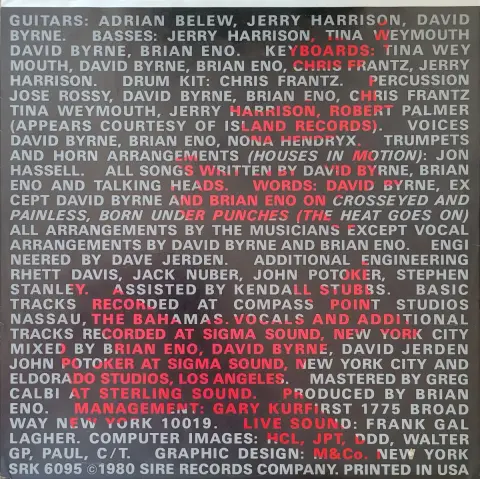 GUITARS: ADRIAN BELEW, JERRY HARRISON, DAVID
BYRNE. BASSES: JERRY HARRISON, TINA WEYMOUTH
DAVID BYRNE, BRIAN ENO. KEYBOARDS: TINA WEY
MOUTH, DAVID BYRNE, BRIAN ENO, CHRIS FRANTZ, JERRY
HARRISON. DRUM KIT: CHRIS FRANTZ. PERCUSSION
JOSE ROSSY, DAVID BYRNE, BRIAN ENO, CHRIS FRANTZ
TINA WEYMOUTH, JERRY HARRISON, ROBERT PALMER
(APPEARS COURTESY OF ISLAND RECORDS). VOICES
DAVID BYRNE, BRIAN ENO, NONA HENDRYX. TRUMPETS
AND HORN ARRANGEMENTS (HOUSES IN MOTION): JON
HASSELL. ALL SONGS WRITTEN BY DAVID BYRNE, BRIAN
ENO AND TALKING HEADS. WORDS: DAVID BYRNE, EX
CEPT DAVID BYRNE AND BRIAN ENO ON CROSSEYED AND
PAINLESS, BORN UNDER PUNCHES (THE HEAT GOES ON)
ALL ARRANGEMENTS BY THE MUSICIANS EXCEPT VOCAL
ARRANGEMENTS BY DAVID BYRNE AND BRIAN ENO. ENGI
NEERED BY DAVE JERDEN. ADDITIONAL ENGINEERING
RHETT DAVIS, JACK NUBER, JOHN POTOKER, STEPHEN
STANLEY. ASSISTED BY KENDALL STUBBS. BASIC
TRACKS RECORDED AT COMPASS POINT STUDIOS
NASSAU, THE BAHAMAS. VOCALS AND ADDITIONAL
TRACKS RECORDED AT SIGMA SOUND, NEW YORK CITY
MIXED BY BRIAN ENO, DAVID BYRNE, DAVID JERDEN
JOHN POTOKER AT SIGMA SOUND, NEW YORK CITY AND
ELDORADO STUDIOS, LOS ANGELES. MASTERED BY GREG
CALBI AT STERLING SOUND. PRODUCED BY BRIAN
ENO. MANAGEMENT: GARY KURFIRST 1775 BROAD
WAY NEW YORK 10019. LIVE SOUND: FRANK GAL
LAGHER. COMPUTER IMAGES: HCL, JPT, DDD, WALTER
GP, PAUL, C/T. GRAPHIC DESIGN: M&Co. NEW YORK
SRK 6095 ©1980 SIRE RECORDS COMPANY. PRINTED IN USA